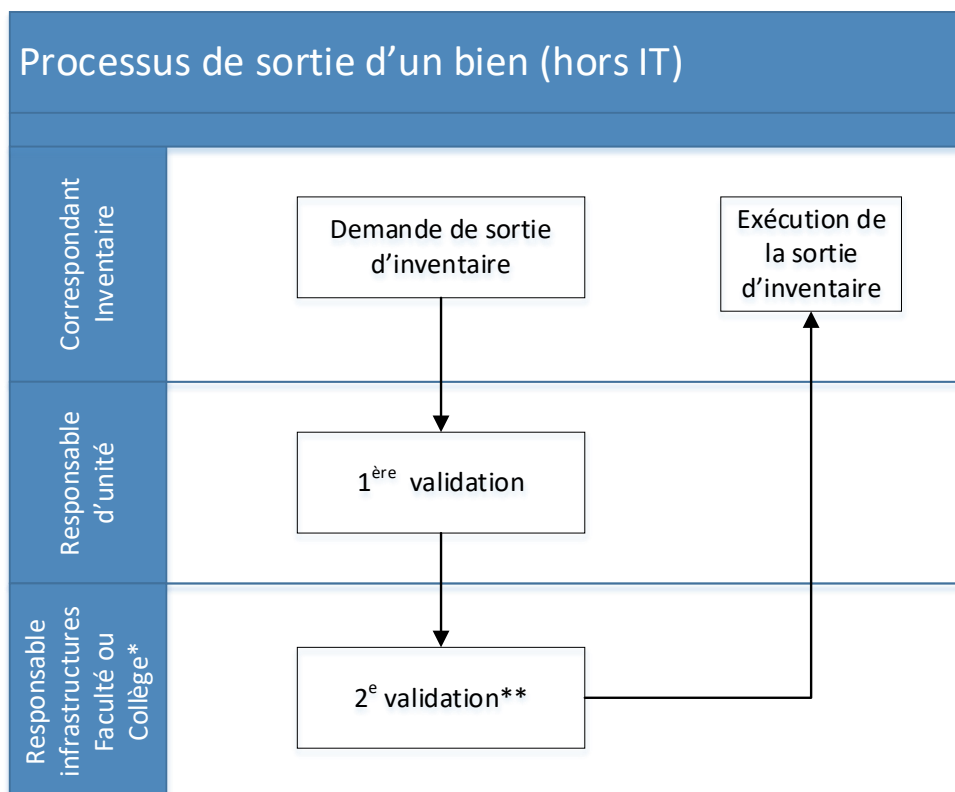 Processus de sortie d’un bien (hors IT)
Correspondant
Inventaire
Demande de sortie
d’inventaire
Exécution de
la sortie
d’inventaire
Responsable
d’unité
1ère validation
Responsable
infrastructures
Faculté ou
Collège*
2e validation**